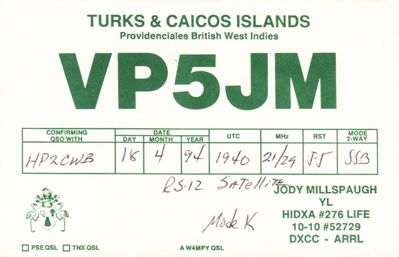 TURKS & CAICOS ISLANDS
Providenciales British West Indies
VP5JM
CONFIRMING QSO WITH DATE DAY MONTH YEAR UTC MHz RST MODE 2-WAY
HP2CWB 18 4 94 1940 21/29 55 SSB
RS-12 Satellite
Mode K
JODY MILLSPAUGH
YL
HIDXA #276 LIFE
10-10 #52729
DXCC - ARRL
PSE QSL TNX QSL A W4MPY QSL